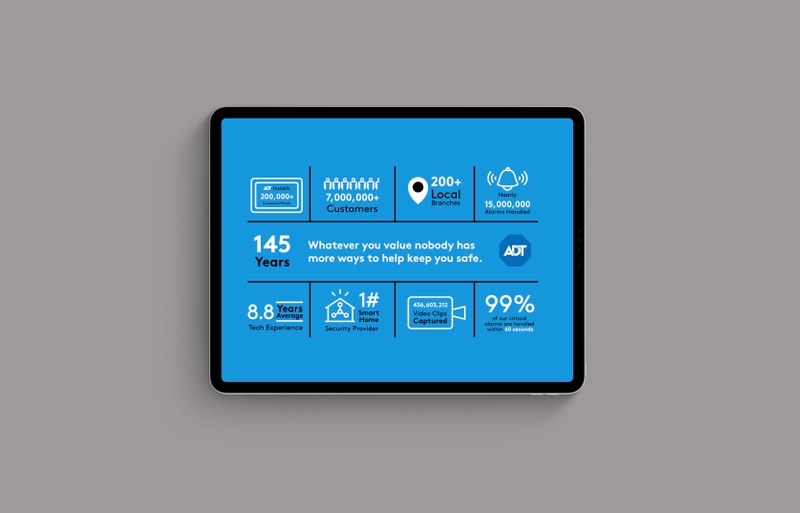 ADT Installs
200,000+
7,000,000+
Customers
200+
Local
Branches
Nearly
15,000,000
Alarms Handled
145
Years
Whatever you value nobody has
more ways to help keep you safe.
ADT
8.8 Years
Average
Tech Experience
1#
Smart
Home
Security Provider
436,603,212
Video Clips
Captured
99%
of our critical
alarms are handled
within 60 seconds